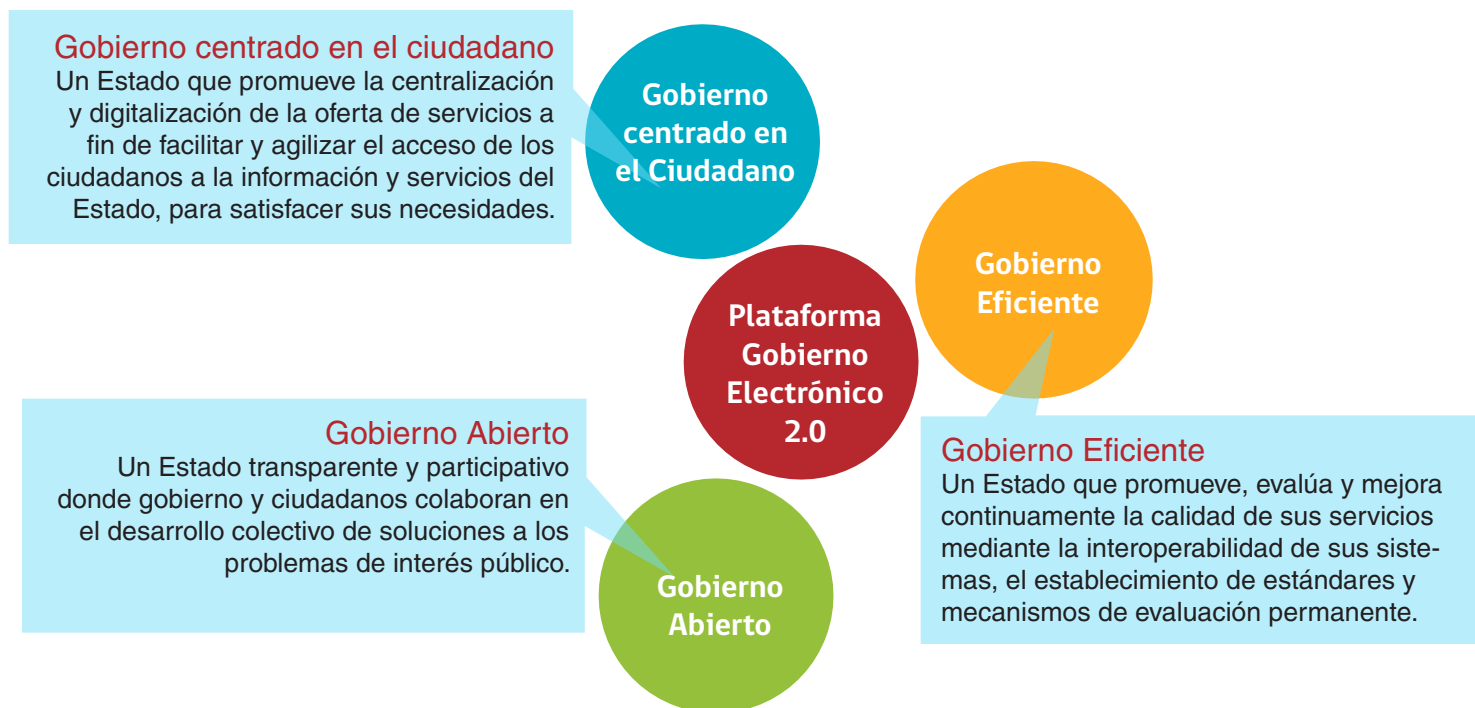 Gobierno centrado en el ciudadano
Un Estado que promueve la centralización
y digitalización de la oferta de servicios a
fin de facilitar y agilizar el acceso de los
ciudadanos a la información y servicios del
Estado, para satisfacer sus necesidades.
Gobierno
centrado en
el Ciudadano
Gobierno
Eficiente
Plataforma
Gobierno
Electrónico
2.0
Gobierno Abierto
Un Estado transparente y participativo
donde gobierno y ciudadanos colaboran en
el desarrollo colectivo de soluciones a los
problemas de interés público.
Gobierno Eficiente
Un Estado que promueve, evalúa y mejora
continuamente la calidad de sus servicios
mediante la interoperabilidad de sus siste-
mas, el establecimiento de estándares y
mecanismos de evaluación permanente.
Gobierno
Abierto